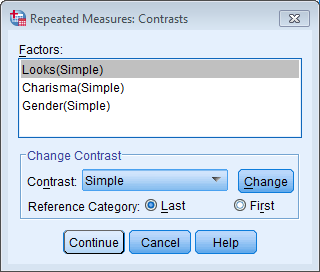 Repeated Measures: Contrasts
Factors:
Looks(Simple)
Charisma(Simple)
Gender(Simple)
Change Contrast
Contrast: Simple Change
Reference Category: Last First
Continue Cancel Help